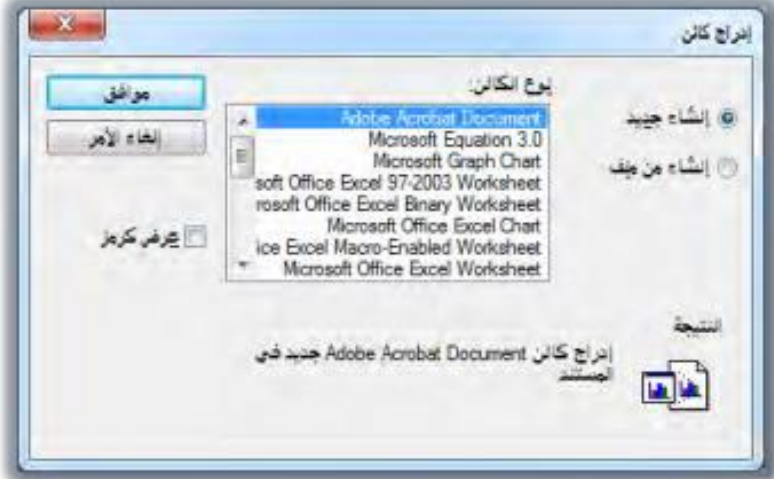 إدراج كائن
إنشاء جديد
إنشاء من ملف
نوع الكائن:
Adobe Acrobat Document
Microsoft Equation 3.0
Microsoft Graph Chart
soft Office Excel 97-2003 Worksheet
rosoft Office Excel Binary Worksheet
Microsoft Office Excel Chart
ice Excel Macro-Enabled Worksheet
Microsoft Office Excel Worksheet
موافق
إلغاء الأمر
عرض كرمز
النتيجة
إدراج كائن Adobe Acrobat Document جديد في
المستند